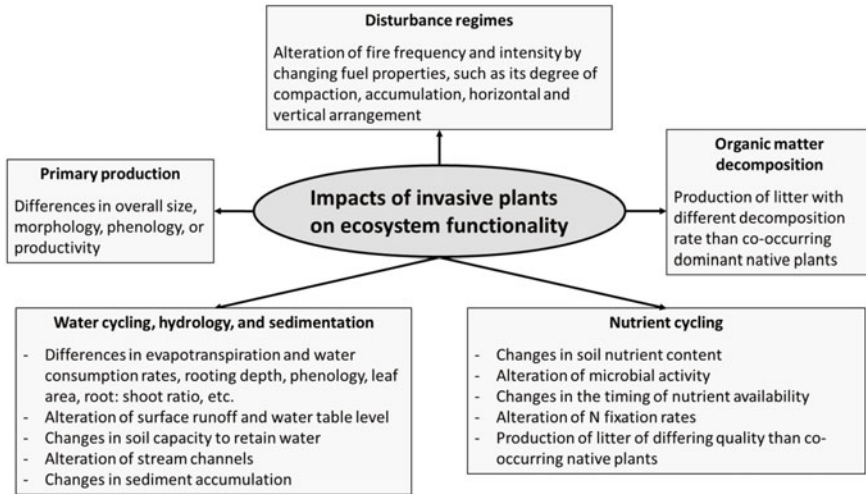 Disturbance regimes
Alteration of fire frequency and intensity by
changing fuel properties, such as its degree of
compaction, accumulation, horizontal and
vertical arrangement
Primary production
Differences in overall size,
morphology, phenology, or
productivity
Impacts of invasive plants
on ecosystem functionality
Organic matter
decomposition
Production of litter with
different decomposition
rate than co-occurring
dominant native plants
Water cycling, hydrology, and sedimentation
- Differences in evapotranspiration and water
consumption rates, rooting depth, phenology, leaf
area, root: shoot ratio, etc.
- Alteration of surface runoff and water table level
- Changes in soil capacity to retain water
- Alteration of stream channels
- Changes in sediment accumulation
Nutrient cycling
- Changes in soil nutrient content
- Alteration of microbial activity
- Changes in the timing of nutrient availability
- Alteration of N fixation rates
- Production of litter of differing quality than co-
occurring native plants